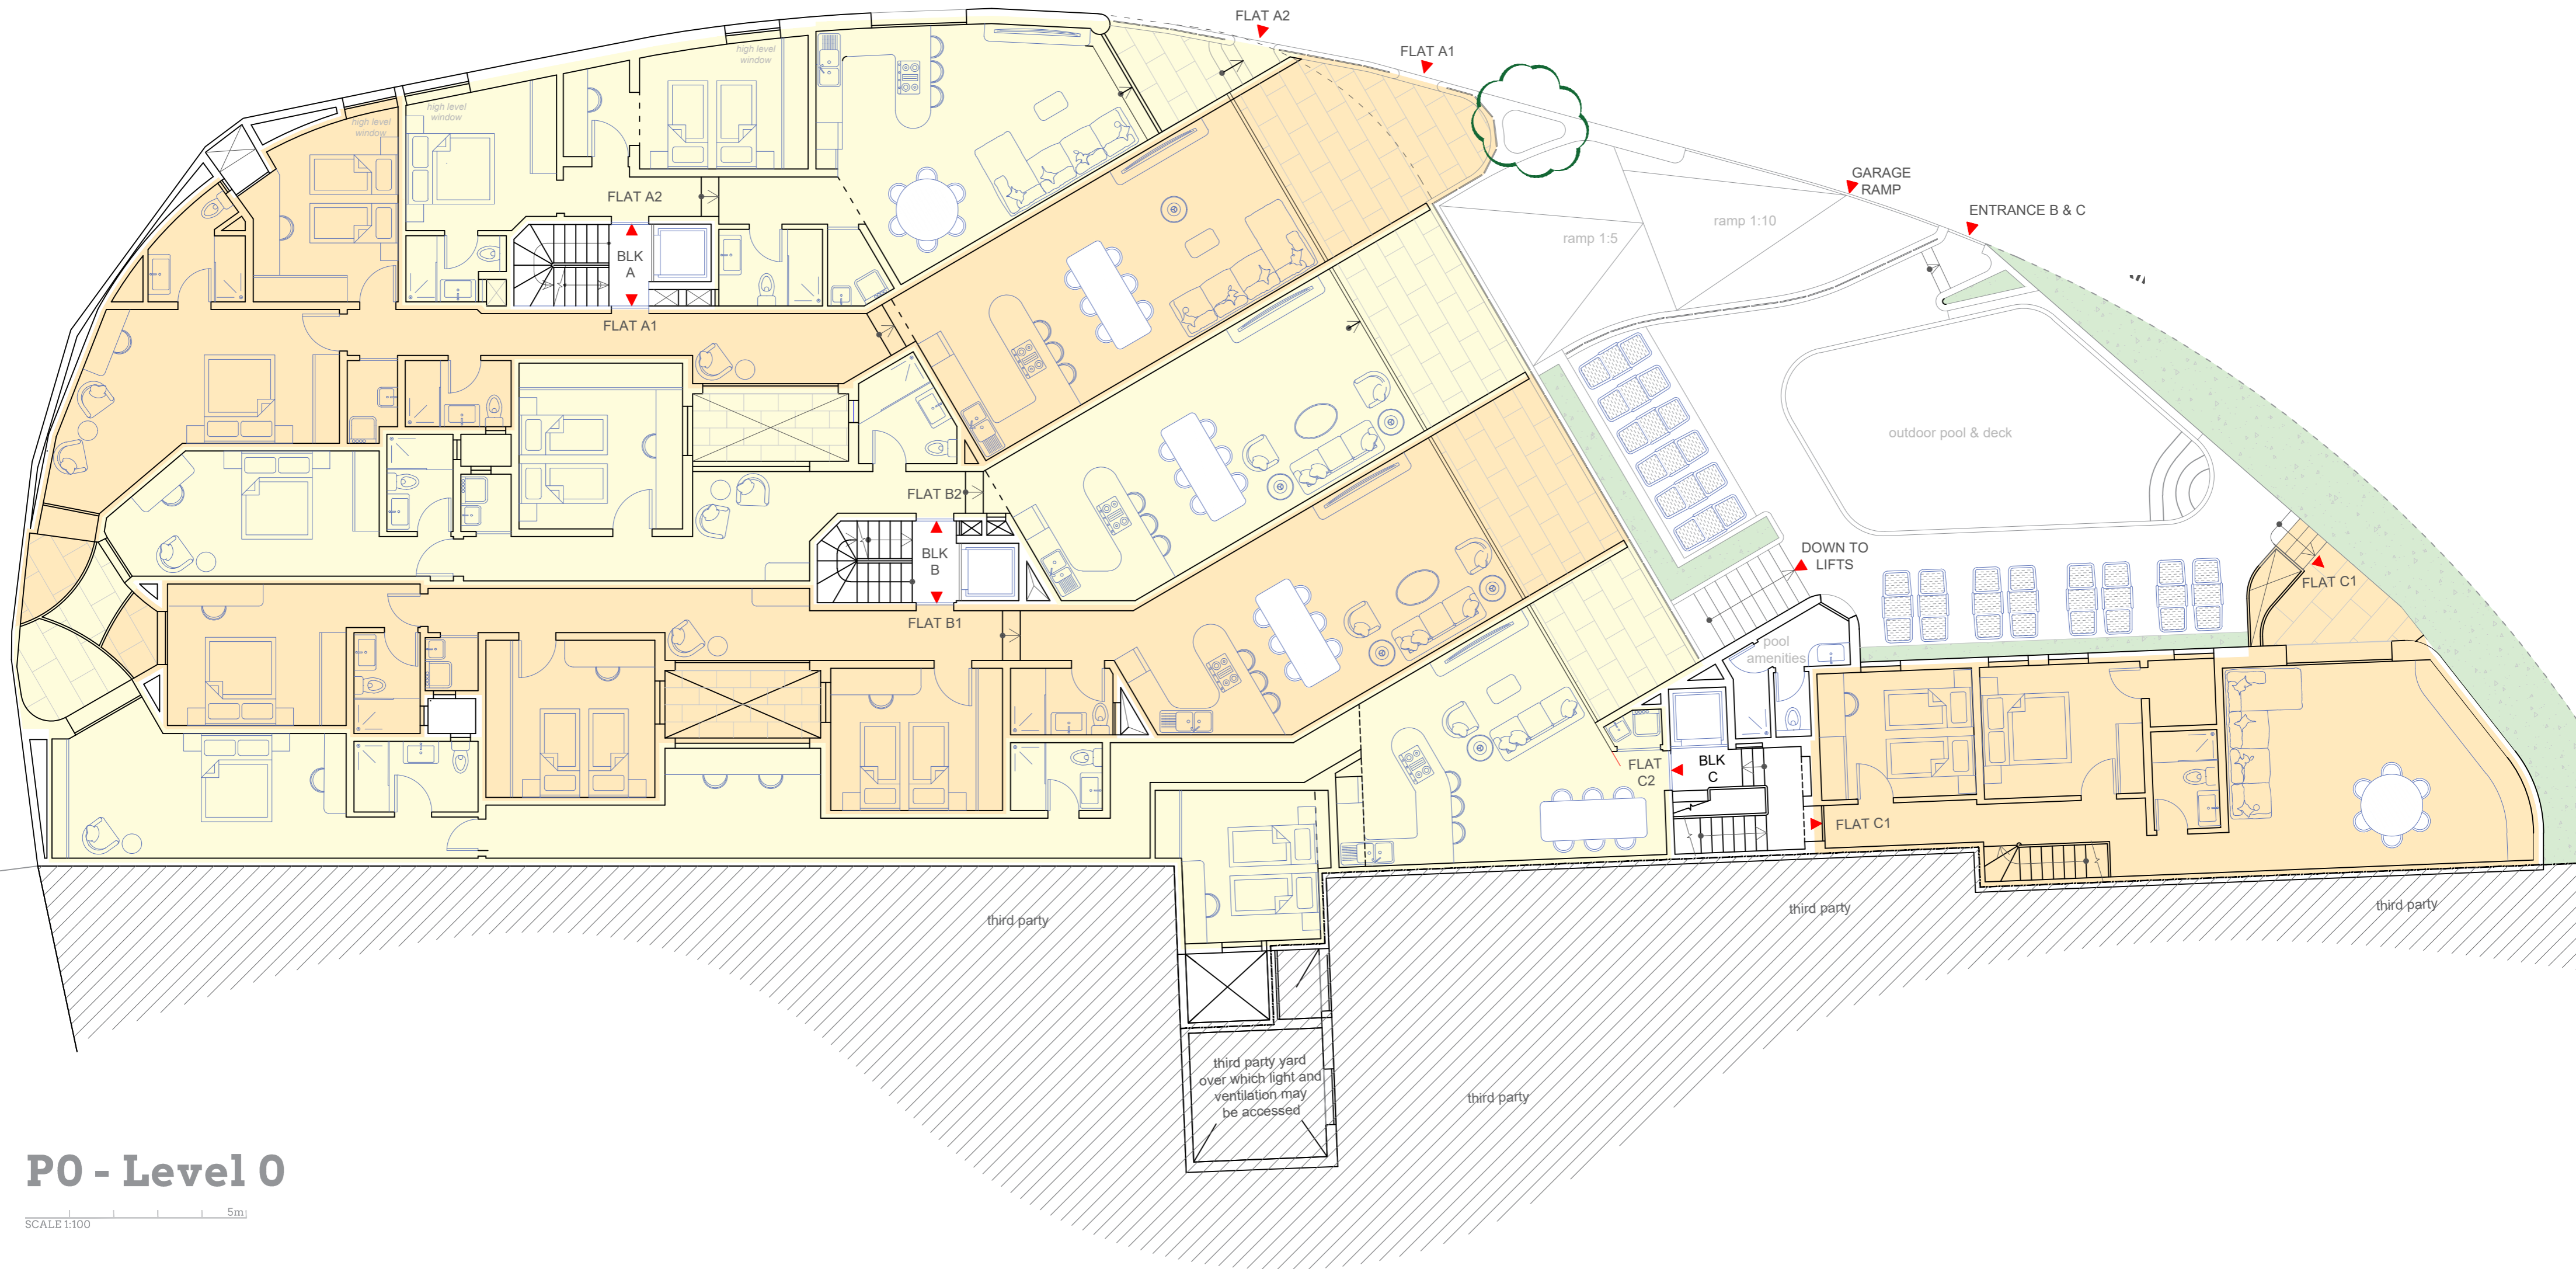 FLAT A2
FLAT A1
high level
window
high level
window
high level
window
GARAGE
RAMP
ENTRANCE B & C
ramp 1:10
ramp 1:5
FLAT A2
BLK
A
FLAT A1
outdoor pool & deck
FLAT B2
BLK
B
FLAT B1
DOWN TO
LIFTS
FLAT C1
pool
amenities
FLAT
C2
BLK
C
FLAT C1
third party
third party
third party
third party yard
over which light and
ventilation may
be accessed
third party
P0 - Level 0
5m
SCALE 1:100